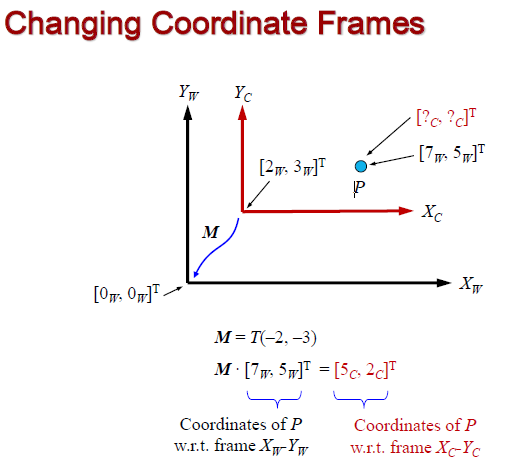 Changing Coordinate Frames
Y_W
Y_C
[?_C, ?_C]^T
[7_W, 5_W]^T
[2_W, 3_W]^T
P
X_C
M
X_W
[0_W, 0_W]^T
M = T(–2, –3)
M · [7_W, 5_W]^T = [5_C, 2_C]^T
Coordinates of P
w.r.t. frame X_W-Y_W
Coordinates of P
w.r.t. frame X_C-Y_C